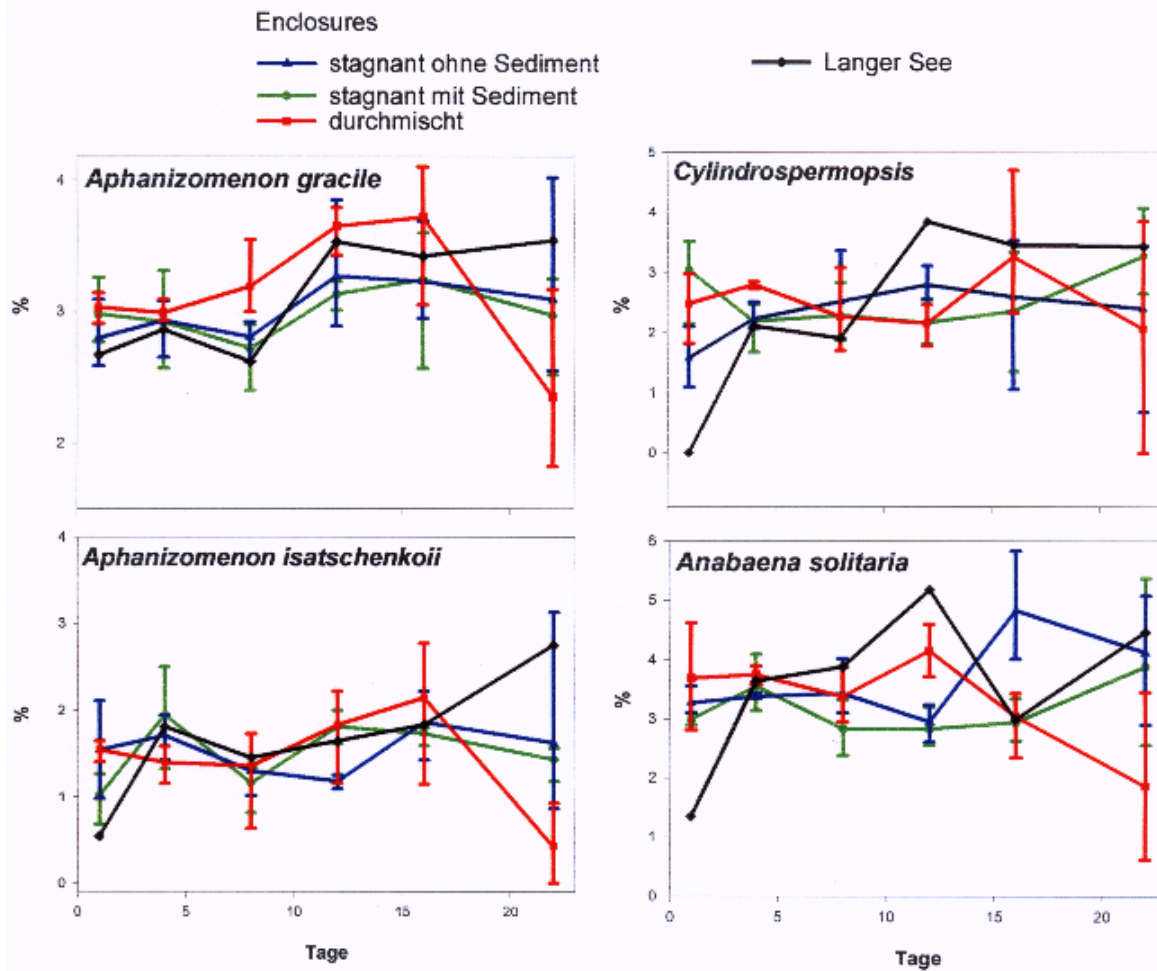 Enclosures
stagnant ohne Sediment
Langer See
stagnant mit Sediment
durchmischt
Aphanizomenon gracile
4
3
2
%
Cylindrospermopsis
5
4
3
2
1
0
%
Aphanizomenon isatschenkoii
4
3
2
1
0
%
0 5 10 15 20
Tage
Anabaena solitaria
6
5
4
3
2
1
0
%
0 5 10 15 20
Tage